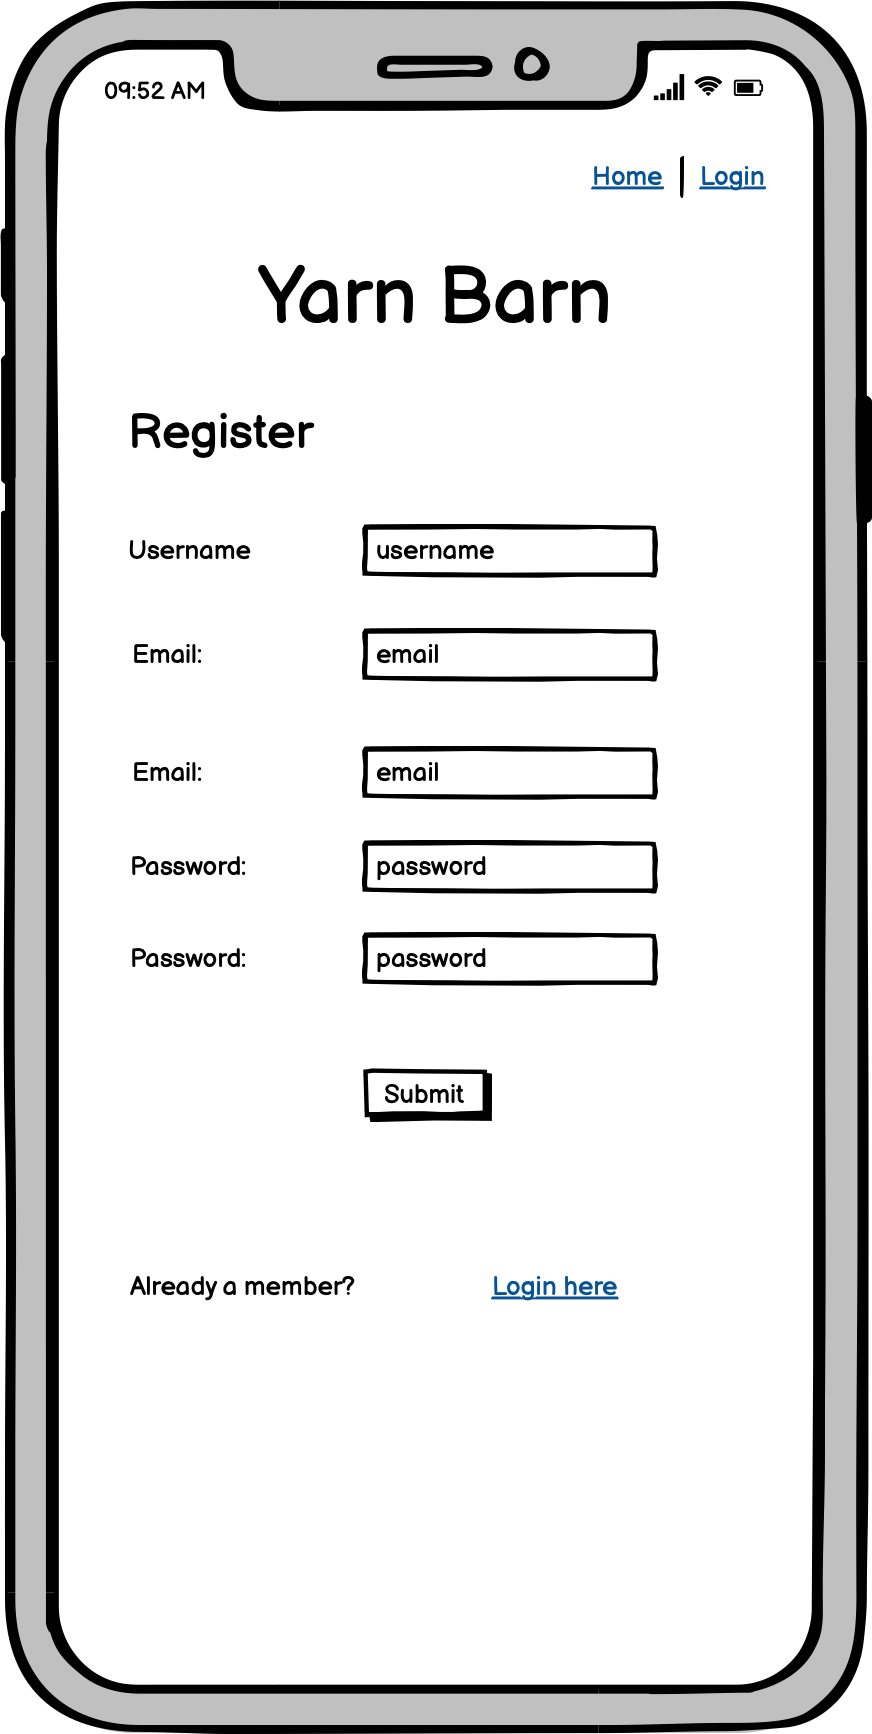 09:52 AM
Home | Login
Yarn Barn
Register
Username username
Email: email
Email: email
Password: password
Password: password
Submit
Already a member? Login here